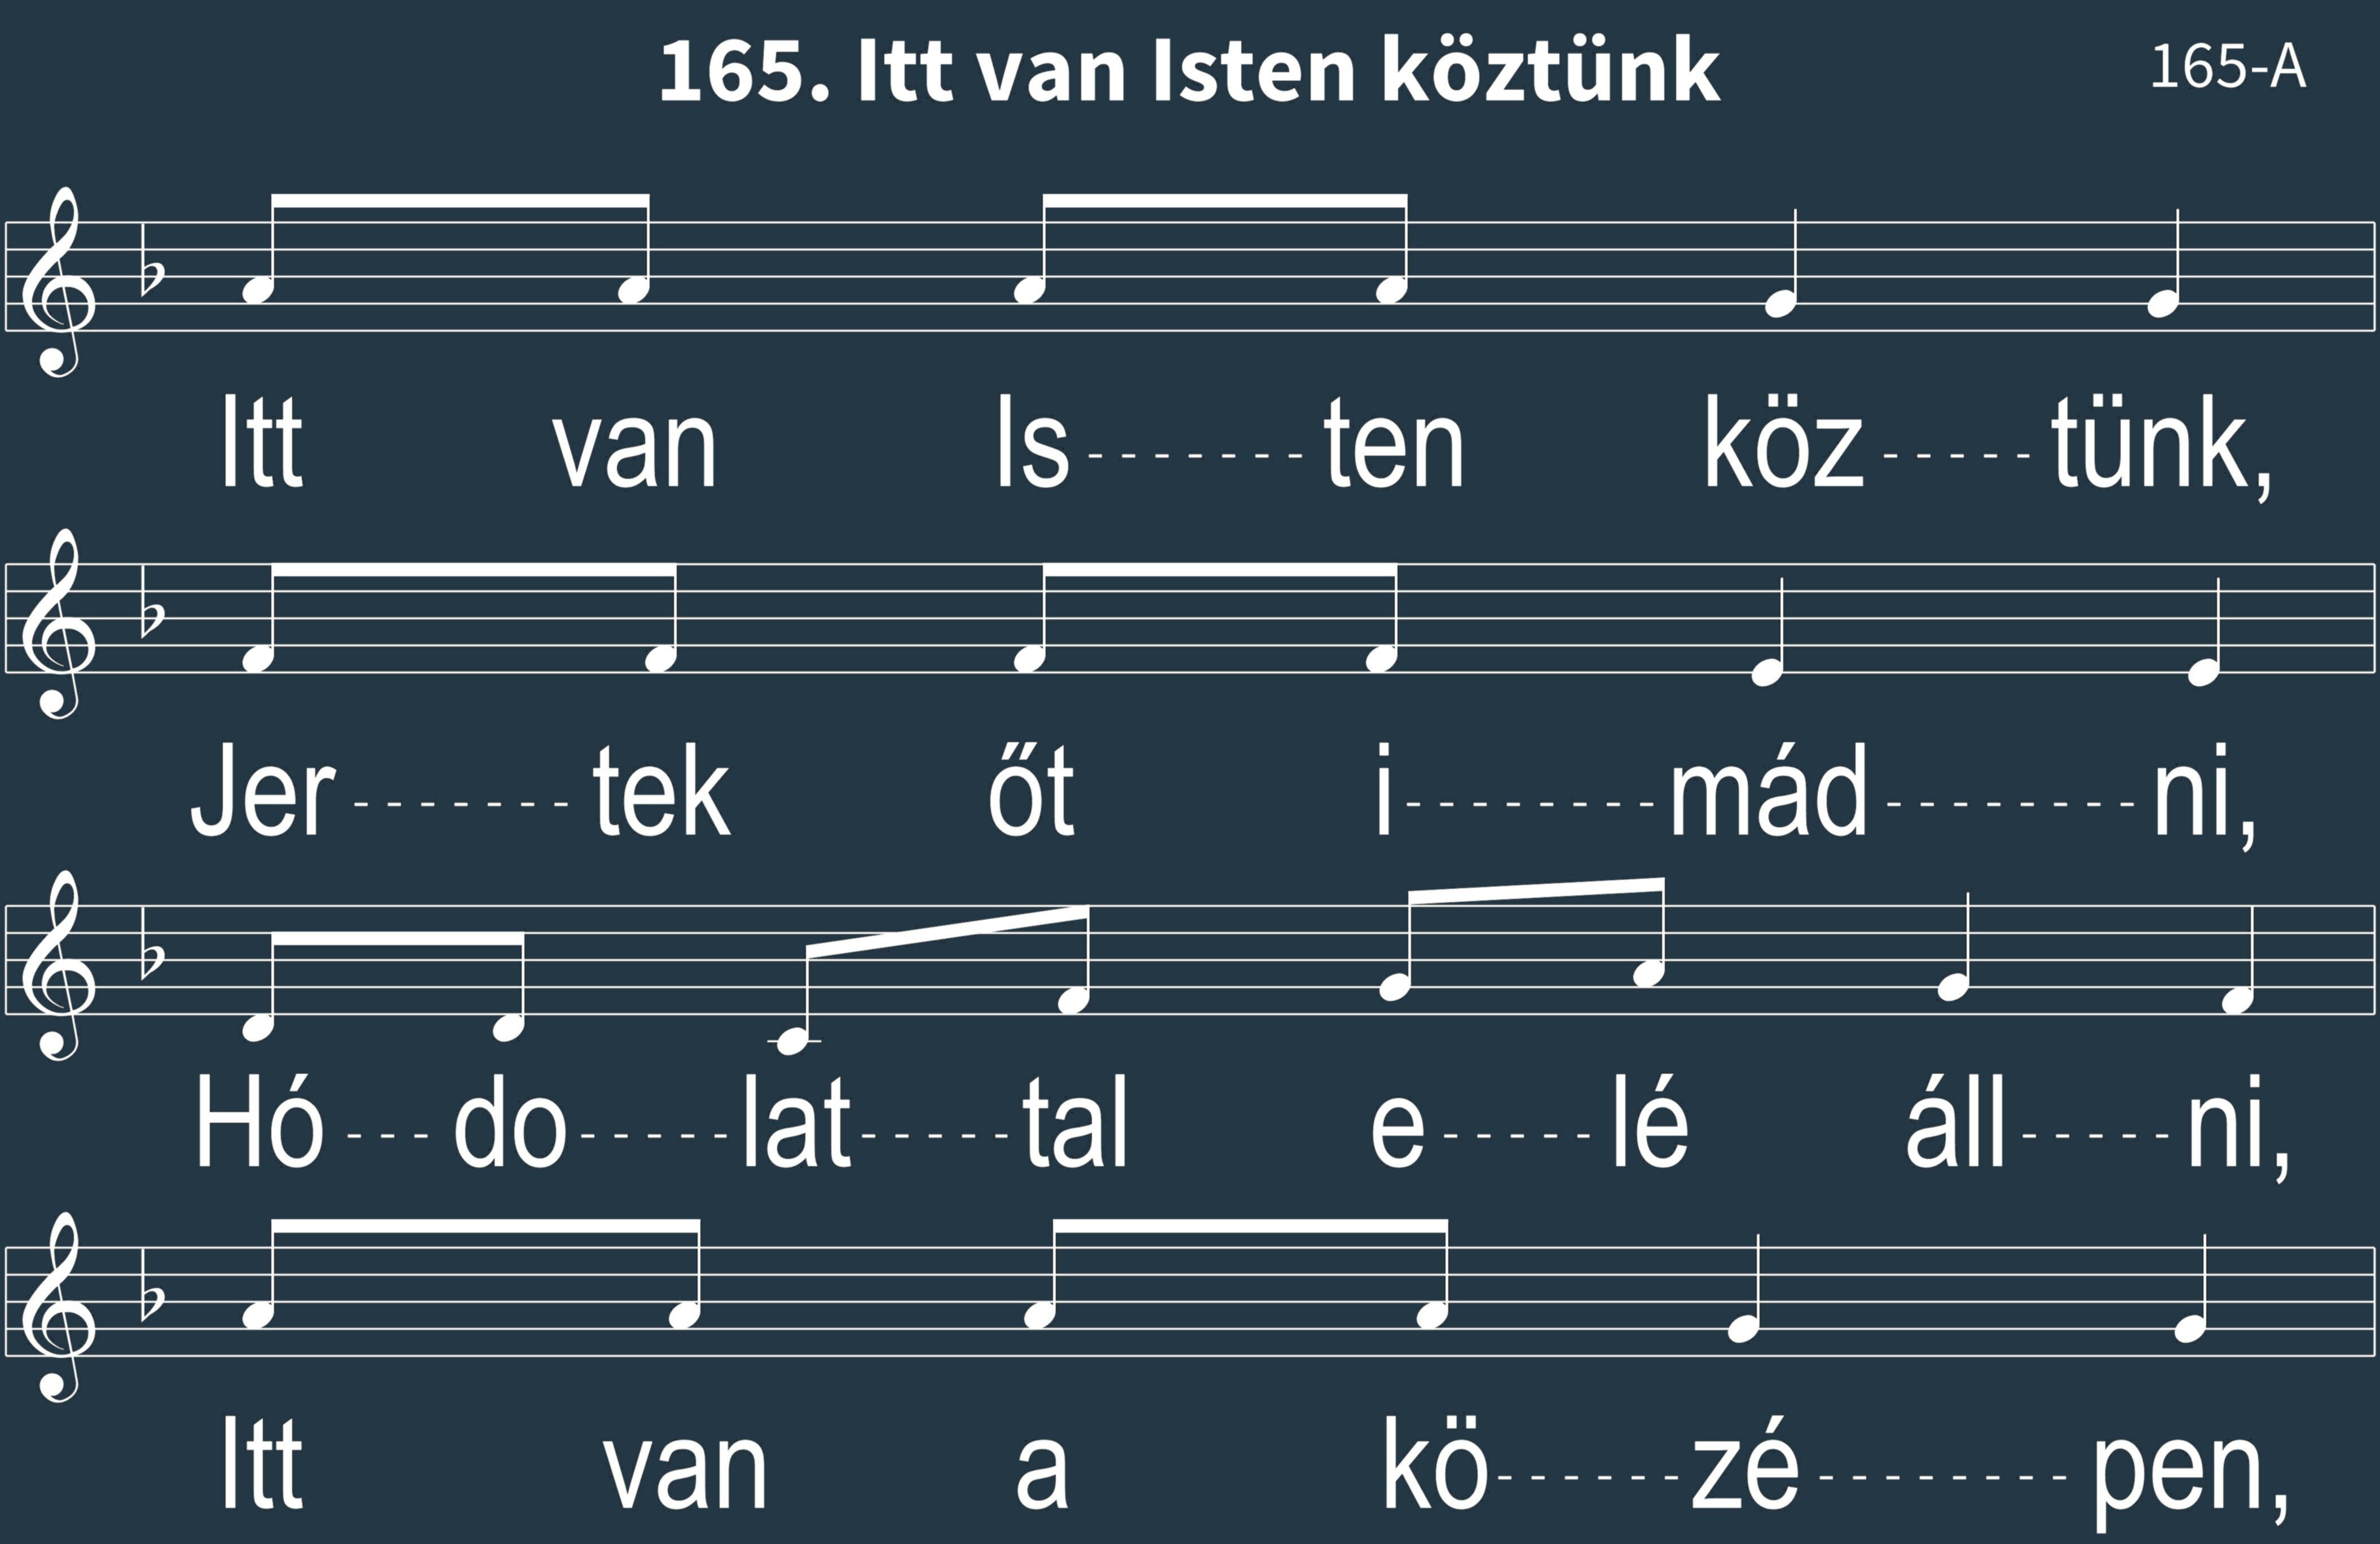 165. Itt van Isten köztünk 165-A
Itt van Is-------ten köz-----tünk,
Jer-------tek őt i--------mád--------ni,
Hó---do-----lat-----tal e-----lé áll-----ni,
Itt van a kö------zé---------pen,